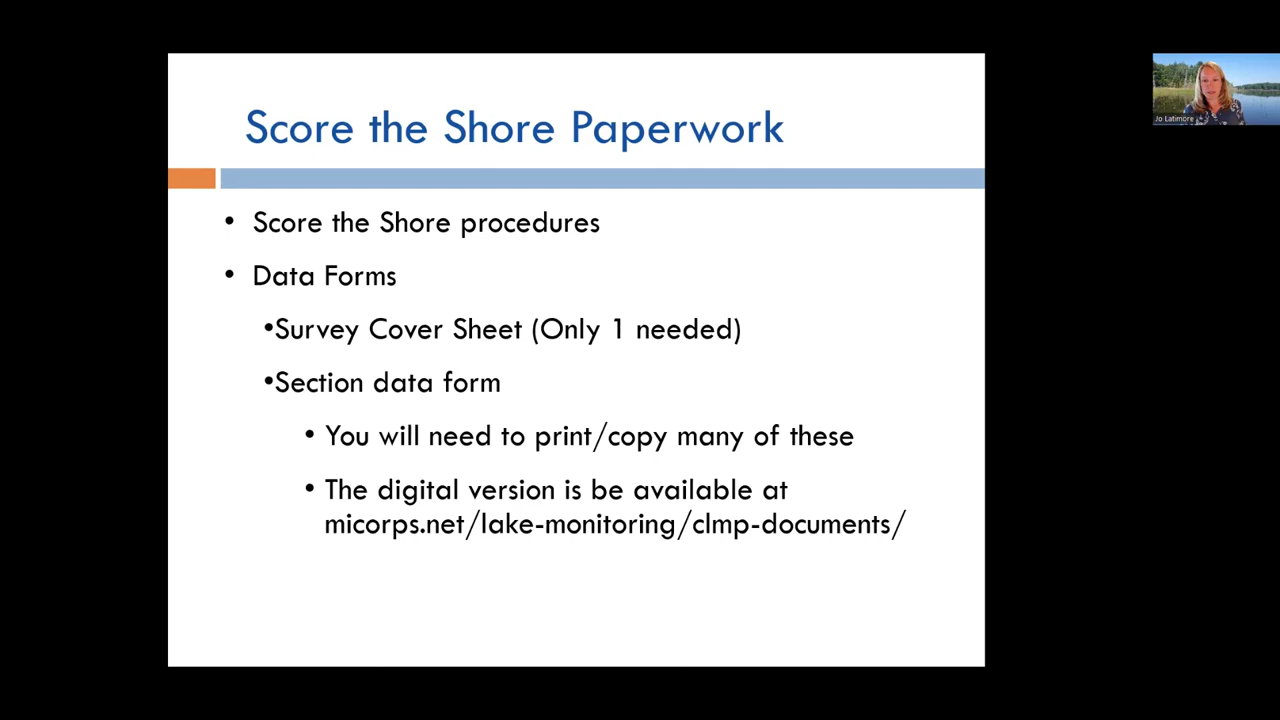 Score the Shore Paperwork
• Score the Shore procedures
• Data Forms
•Survey Cover Sheet (Only 1 needed)
•Section data form
• You will need to print/copy many of these
• The digital version is be available at
micorps.net/lake-monitoring/clmp-documents/
Jo Latimore